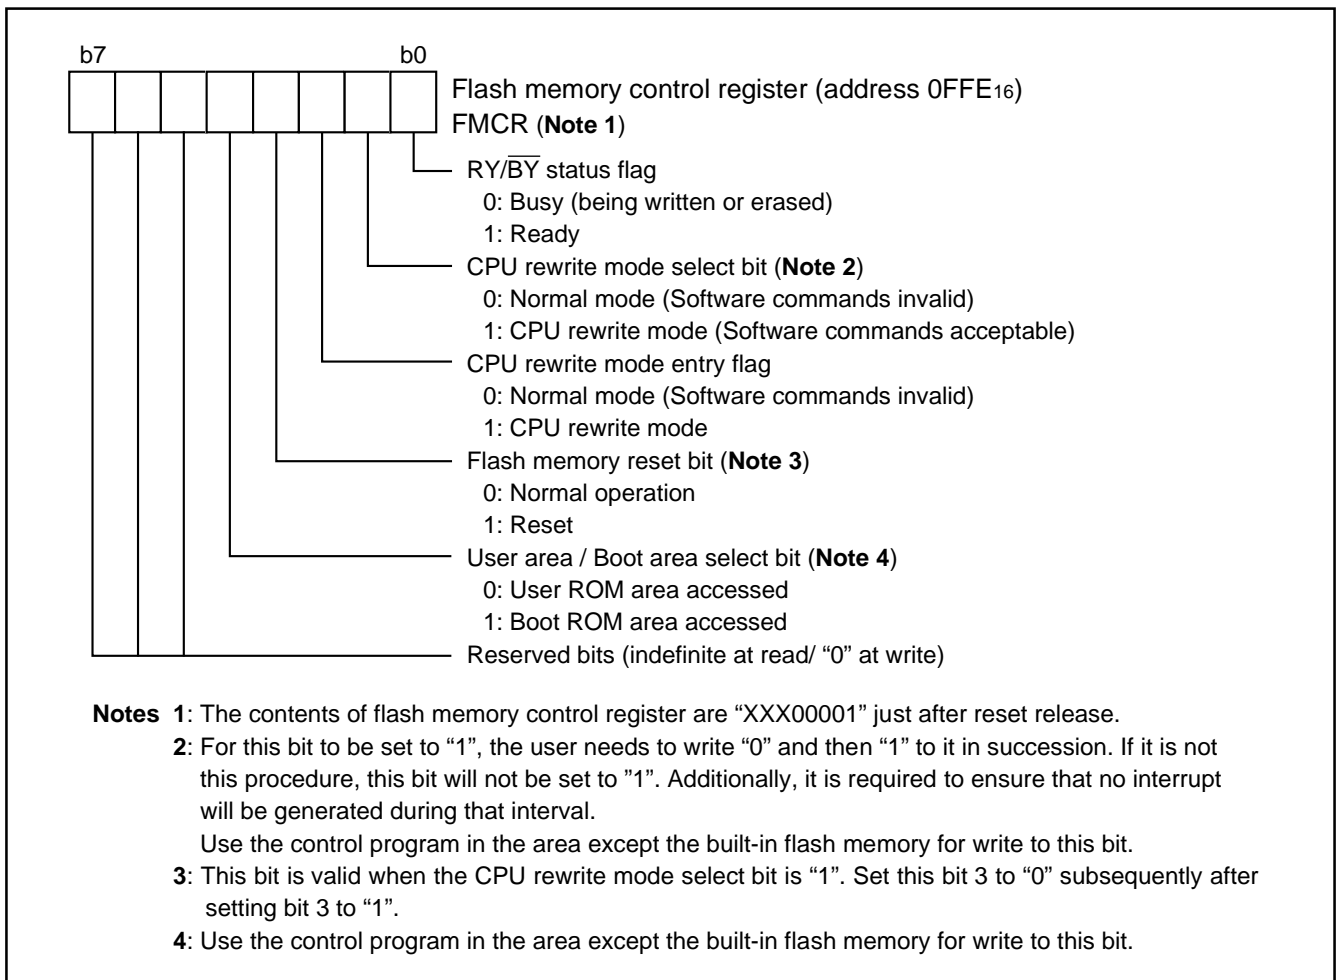 b7 b0
Flash memory control register (address 0FFE16)
FMCR (Note 1)
RY/BY status flag
0: Busy (being written or erased)
1: Ready
CPU rewrite mode select bit (Note 2)
0: Normal mode (Software commands invalid)
1: CPU rewrite mode (Software commands acceptable)
CPU rewrite mode entry flag
0: Normal mode (Software commands invalid)
1: CPU rewrite mode
Flash memory reset bit (Note 3)
0: Normal operation
1: Reset
User area / Boot area select bit (Note 4)
0: User ROM area accessed
1: Boot ROM area accessed
Reserved bits (indefinite at read/ “0” at write)
Notes 1: The contents of flash memory control register are “XXX00001” just after reset release.
2: For this bit to be set to “1”, the user needs to write “0” and then “1” to it in succession. If it is not
this procedure, this bit will not be set to ”1”. Additionally, it is required to ensure that no interrupt
will be generated during that interval.
Use the control program in the area except the built-in flash memory for write to this bit.
3: This bit is valid when the CPU rewrite mode select bit is “1”. Set this bit 3 to “0” subsequently after
setting bit 3 to “1”.
4: Use the control program in the area except the built-in flash memory for write to this bit.